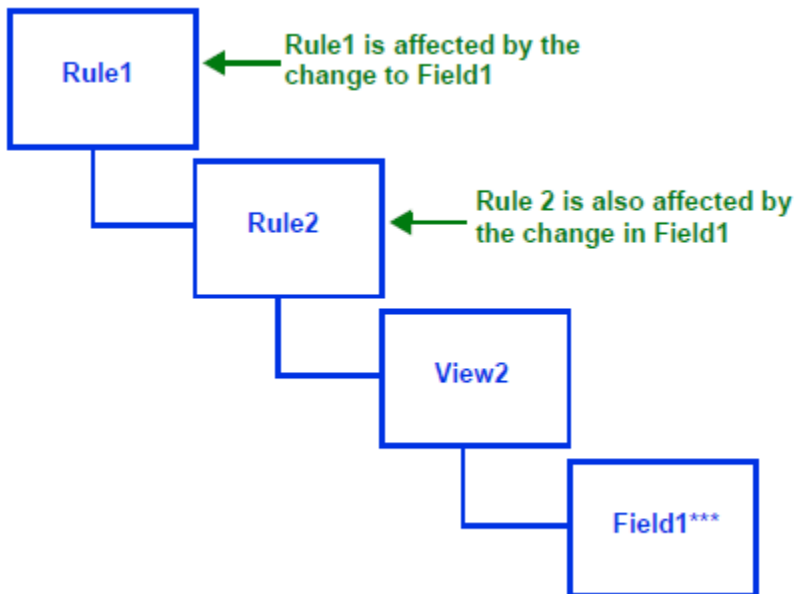 Rule1
Rule1 is affected by the
change to Field1
Rule2
Rule 2 is also affected by
the change in Field1
View2
Field1***